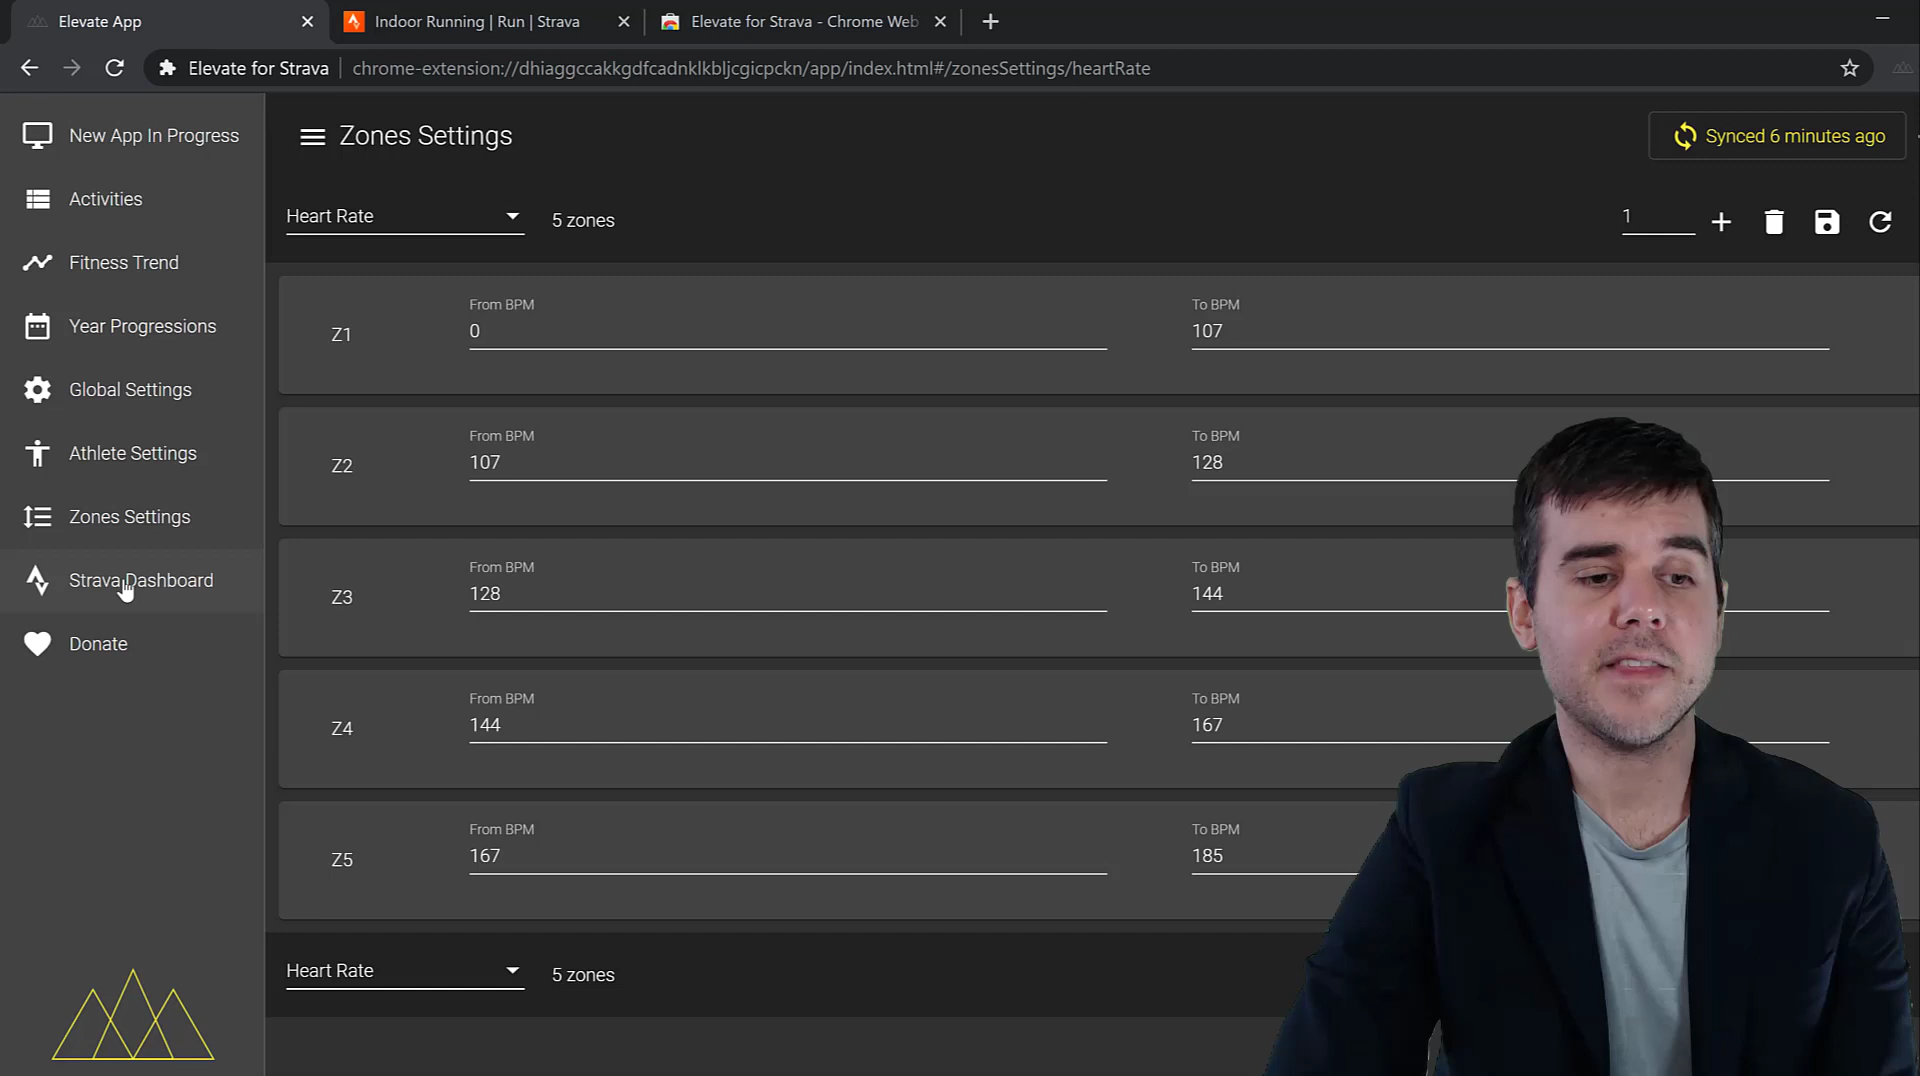 Elevate App
Indoor Running | Run | Strava
Elevate for Strava - Chrome Web
Elevate for Strava
chrome-extension://dhiaggccakkgdfcadnklkbljcgicpckn/app/index.html#/zonesSettings/heartRate
New App In Progress
Activities
Fitness Trend
Year Progressions
Global Settings
Athlete Settings
Zones Settings
Strava Dashboard
Donate
Zones Settings
Synced 6 minutes ago
Heart Rate
5 zones
1
Z1
From BPM
0
To BPM
107
Z2
From BPM
107
To BPM
128
Z3
From BPM
128
To BPM
144
Z4
From BPM
144
To BPM
167
Z5
From BPM
167
To BPM
185
Heart Rate
5 zones